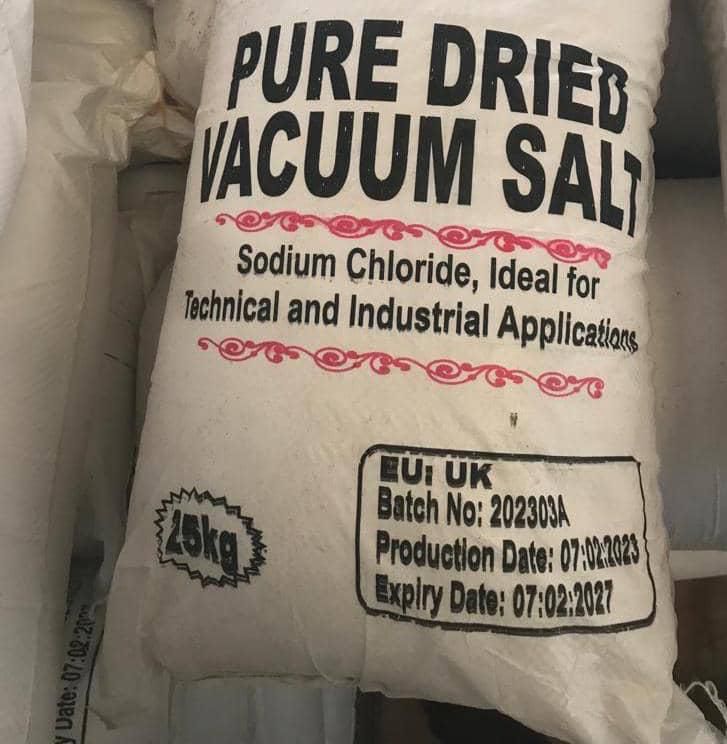 PURE DRIED
VACUUM SALT
Sodium Chloride, Ideal for
Technical and Industrial Applications
25kg
EU: UK
Batch No: 202303A
Production Date: 07:02:2023
Expiry Date: 07:02:2027
y Date: 07:02:20